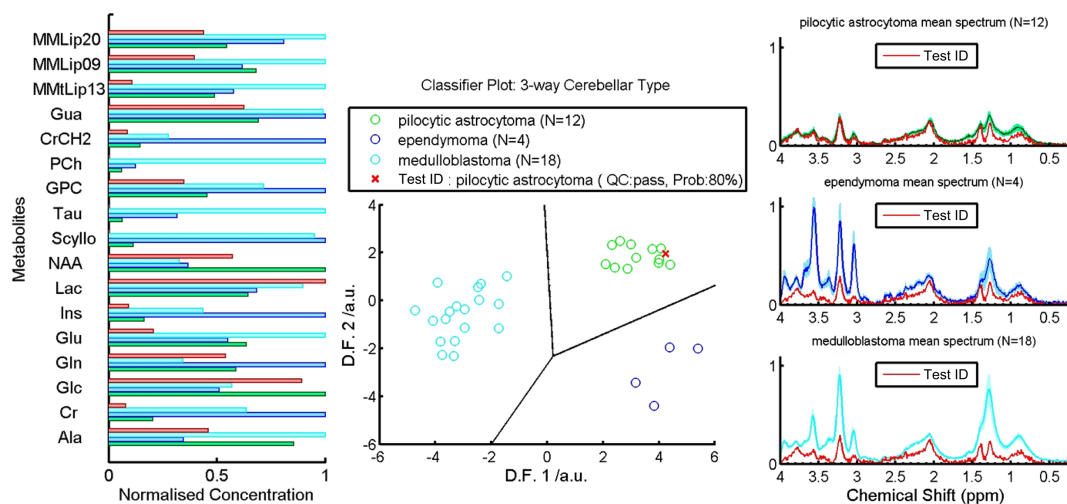 MMLip20
MMLip09
MMtLip13
Gua
CrCH2
PCh
GPC
Tau
Scyllo
NAA
Lac
Ins
Glu
Gln
Glc
Cr
Ala
Metabolites
0 0.5 1
Normalised Concentration
Classifier Plot: 3-way Cerebellar Type
pilocytic astrocytoma (N=12)
ependymoma (N=4)
medulloblastoma (N=18)
Test ID : pilocytic astrocytoma ( QC:pass, Prob:80%)
4
2
0
-2
-4
-6
D.F. 2 /a.u.
-6 -4 -2 0 2 4 6
D.F. 1 /a.u.
pilocytic astrocytoma mean spectrum (N=12)
1
Test ID
0
4 3.5 3 2.5 2 1.5 1 0.5
ependymoma mean spectrum (N=4)
1
Test ID
0
4 3.5 3 2.5 2 1.5 1 0.5
medulloblastoma mean spectrum (N=18)
1
Test ID
0
4 3.5 3 2.5 2 1.5 1 0.5
Chemical Shift (ppm)